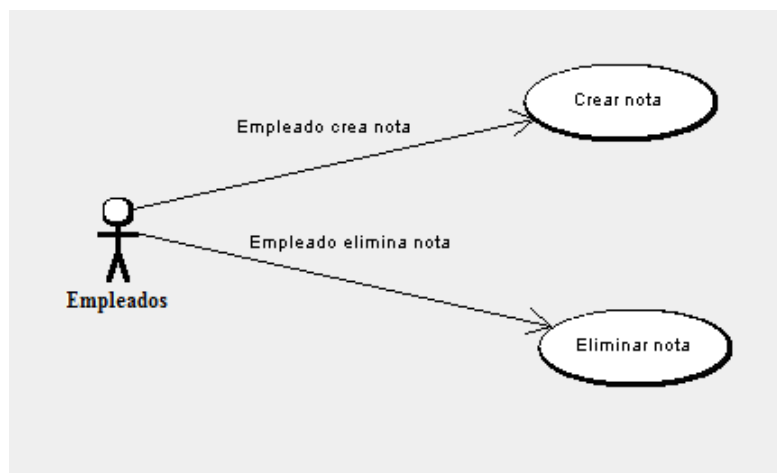 Crear nota
Empleado crea nota
Empleado elimina nota
Empleados
Eliminar nota